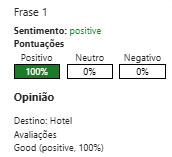 Frase 1
Sentimento: positive
Pontuações
Positivo Neutro Negativo
100% 0% 0%
Opinião
Destino: Hotel
Avaliações
Good (positive, 100%)